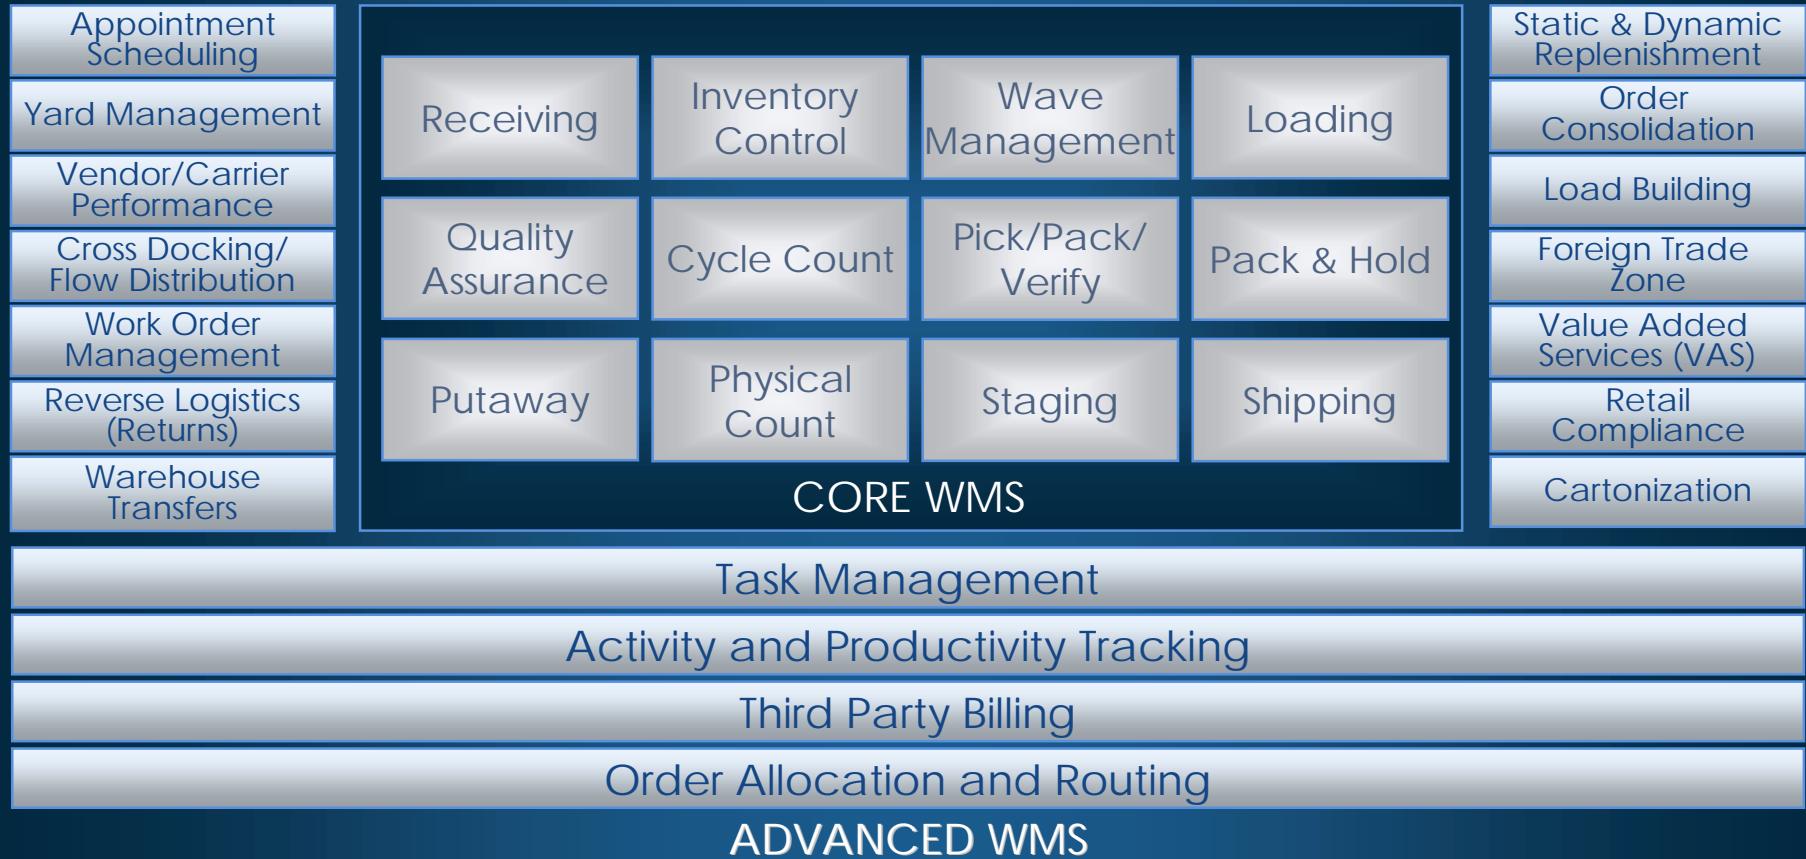 Appointment
Scheduling
Yard Management
Vendor/Carrier
Performance
Cross Docking/
Flow Distribution
Work Order
Management
Reverse Logistics
(Returns)
Warehouse
Transfers
Receiving
Inventory
Control
Wave
Management
Loading
Quality
Assurance
Cycle Count
Pick/Pack/
Verify
Pack & Hold
Putaway
Physical
Count
Staging
Shipping
CORE WMS
Static & Dynamic
Replenishment
Order
Consolidation
Load Building
Foreign Trade
Zone
Value Added
Services (VAS)
Retail
Compliance
Cartonization
Task Management
Activity and Productivity Tracking
Third Party Billing
Order Allocation and Routing
ADVANCED WMS